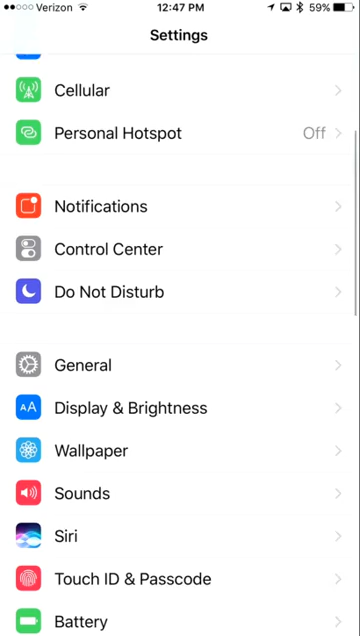 Verizon 12:47 PM 59%
Settings
Cellular
Personal Hotspot Off
Notifications
Control Center
Do Not Disturb
General
AA Display & Brightness
Wallpaper
Sounds
Siri
Touch ID & Passcode
Battery